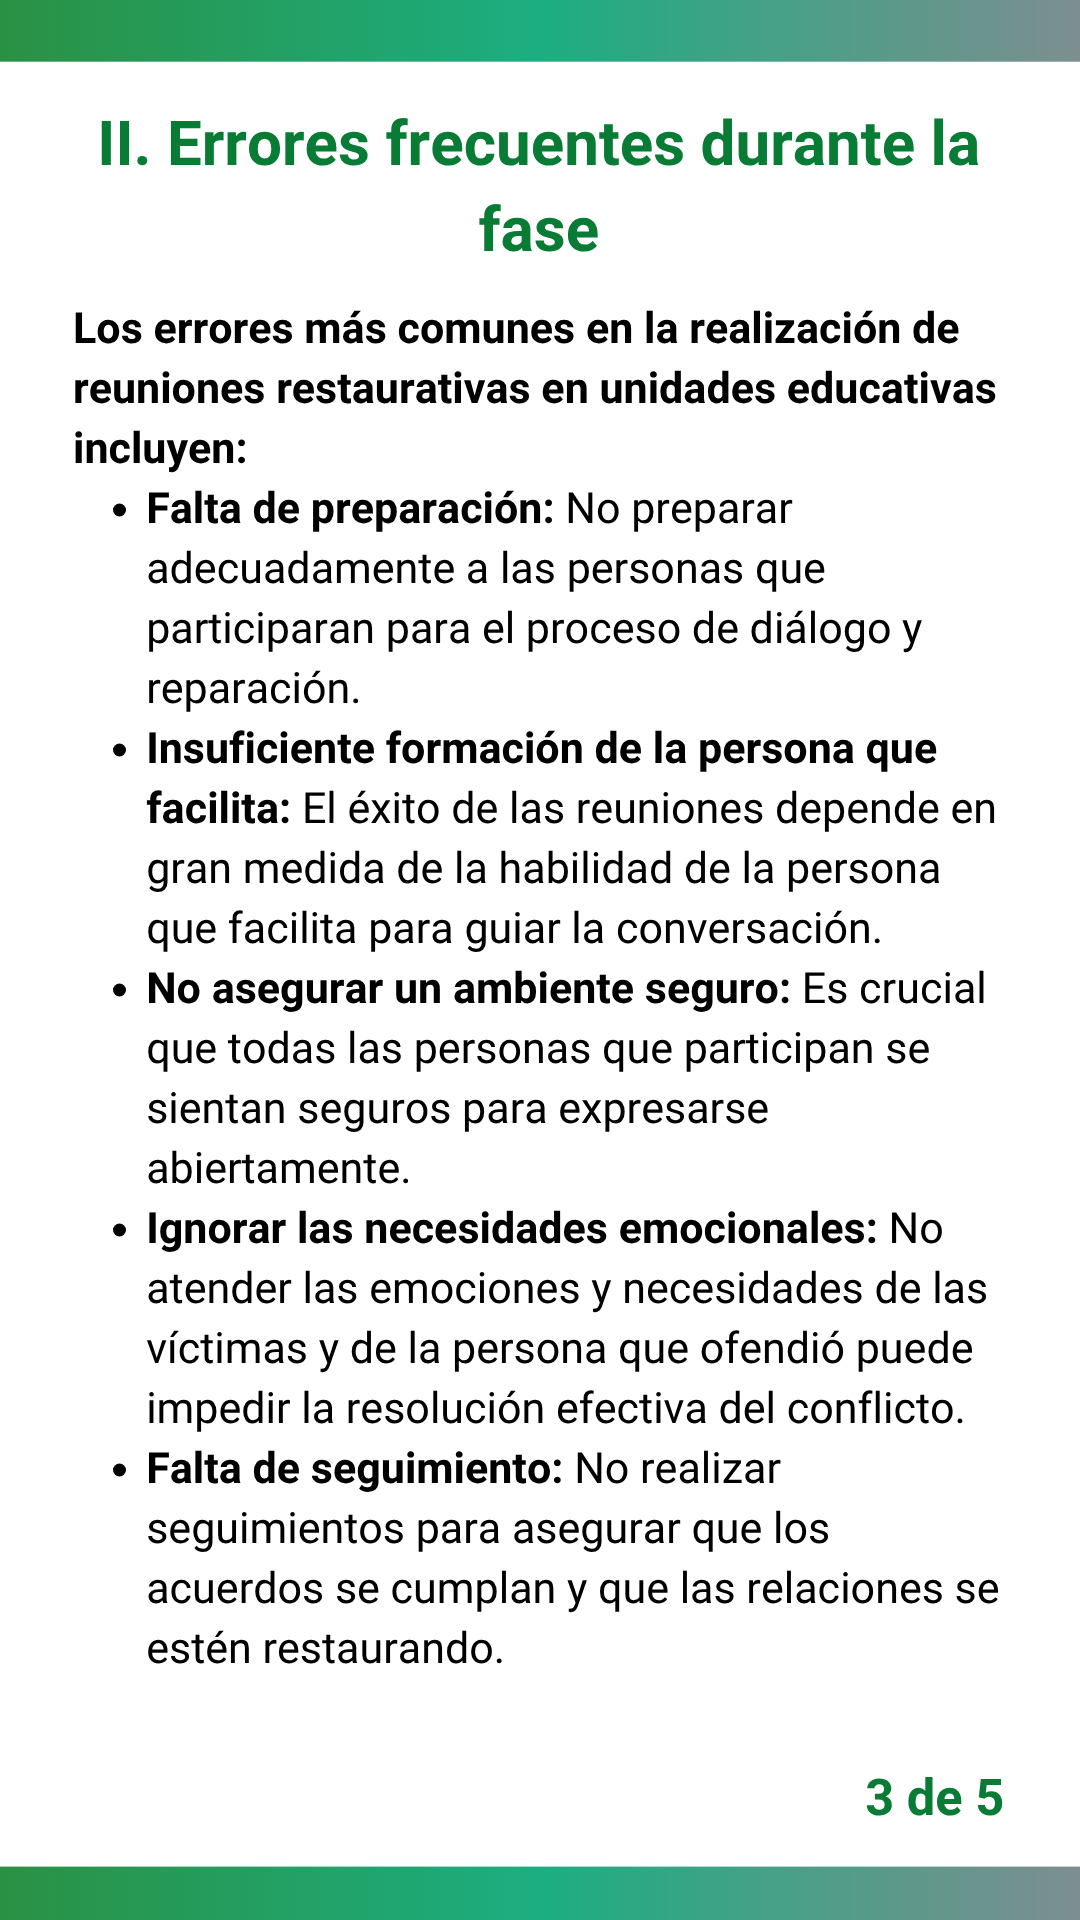 II. Errores frecuentes durante la
fase
Los errores más comunes en la realización de
reuniones restaurativas en unidades educativas
incluyen:
• Falta de preparación: No preparar
adecuadamente a las personas que
participaran para el proceso de diálogo y
reparación.
• Insuficiente formación de la persona que
facilita: El éxito de las reuniones depende en
gran medida de la habilidad de la persona
que facilita para guiar la conversación.
• No asegurar un ambiente seguro: Es crucial
que todas las personas que participan se
sientan seguros para expresarse
abiertamente.
• Ignorar las necesidades emocionales: No
atender las emociones y necesidades de las
víctimas y de la persona que ofendió puede
impedir la resolución efectiva del conflicto.
• Falta de seguimiento: No realizar
seguimientos para asegurar que los
acuerdos se cumplan y que las relaciones se
estén restaurando.
3 de 5